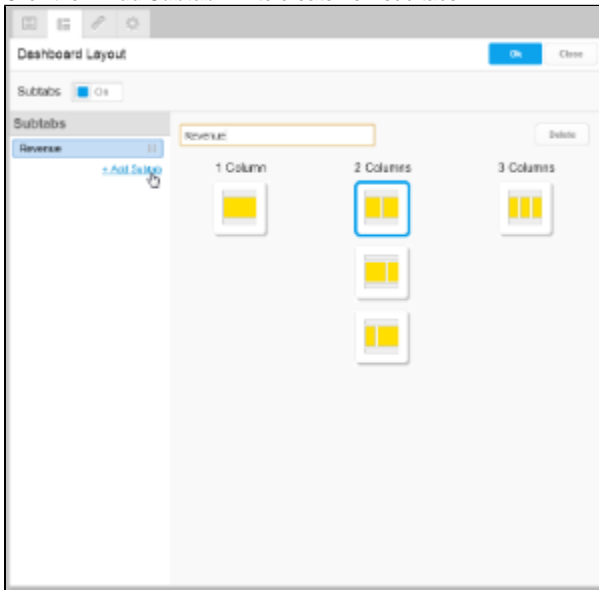 Dashboard Layout
Ok
Close
Subtabs
On
Subtabs
Revenue
Revenue
Delete
+ Add Subtab
1 Column
2 Columns
3 Columns